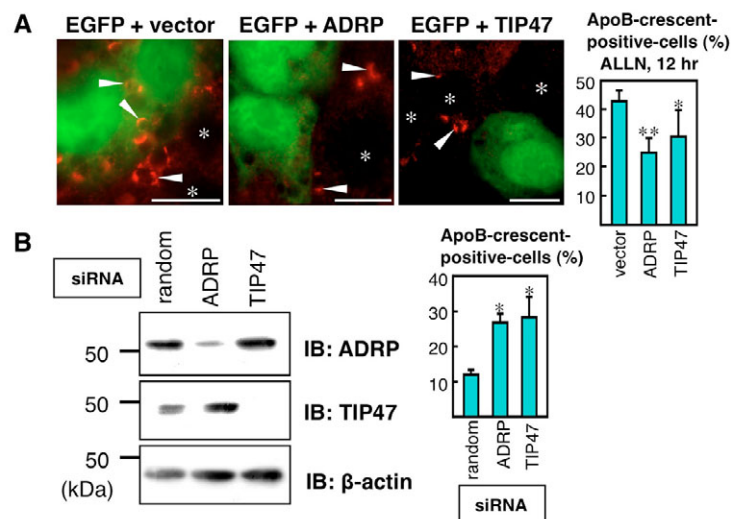 A
EGFP + vector
EGFP + ADRP
EGFP + TIP47
*
*
*
*
*
*
ApoB-crescent-
positive-cells (%)
ALLN, 12 hr
50
40
30
20
10
**
*
vector
ADRP
TIP47
B
siRNA
random
ADRP
TIP47
50
IB: ADRP
50
IB: TIP47
50
(kDa)
IB: β-actin
ApoB-crescent-
positive-cells (%)
40
30
20
10
*
*
random
ADRP
TIP47
siRNA